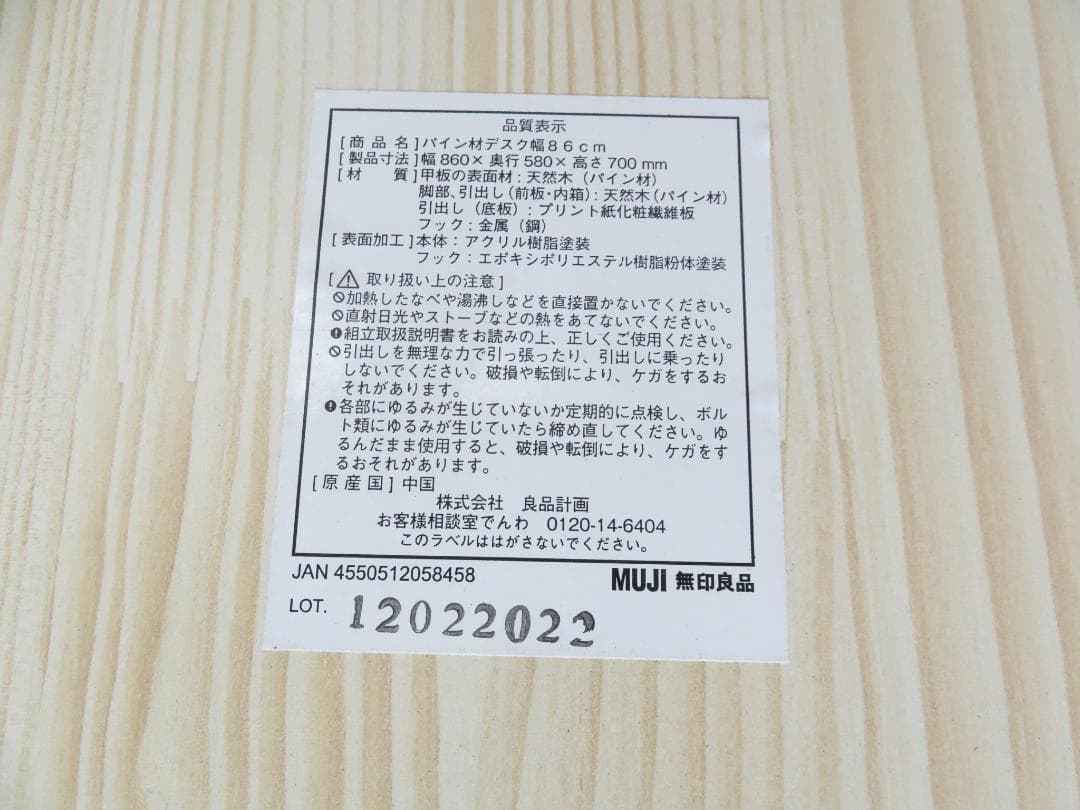 品質表示
[商品名]パイン材デスク幅８６ｃｍ
[製品寸法]幅860×奥行580×高さ700mm
[材　　質]甲板の表面材：天然木（パイン材）
脚部、引出し（前板・内箱）：天然木（パイン材）
引出し（底板）：プリント紙化粧繊維板
フック：金属（鋼）
[表面加工]本体：アクリル樹脂塗装
フック：エポキシポリエステル樹脂粉体塗装
[⚠ 取り扱い上の注意]
🚫加熱したなべや湯沸しなどを直接置かないでください。
🚫直射日光やストーブなどの熱をあてないでください。
❗組立取扱説明書をお読みの上、正しくご使用ください。
🚫引出しを無理な力で引っ張ったり、引出しに乗ったり
しないでください。破損や転倒により、ケガをするお
それがあります。
❗各部にゆるみが生じていないか定期的に点検し、ボル
ト類にゆるみが生じていたら締め直してください。ゆ
るんだまま使用すると、破損や転倒により、ケガをす
るおそれがあります。
[原産国]中国
株式会社　良品計画
お客様相談室でんわ　0120-14-6404
このラベルははがさないでください。
JAN 4550512058458
MUJI 無印良品
LOT. 12022022